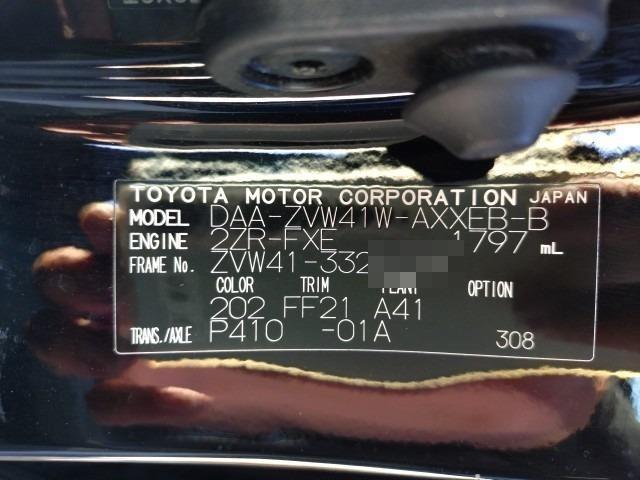 TOYOTA MOTOR CORPORATION JAPAN
MODEL DAA-ZVW41W-AXXEB-B
ENGINE 2ZR-FXE 1797 mL
FRAME No. ZVW41-332
COLOR TRIM PLANT OPTION
202 FF21 A41
TRANS./AXLE P410 -01A 308